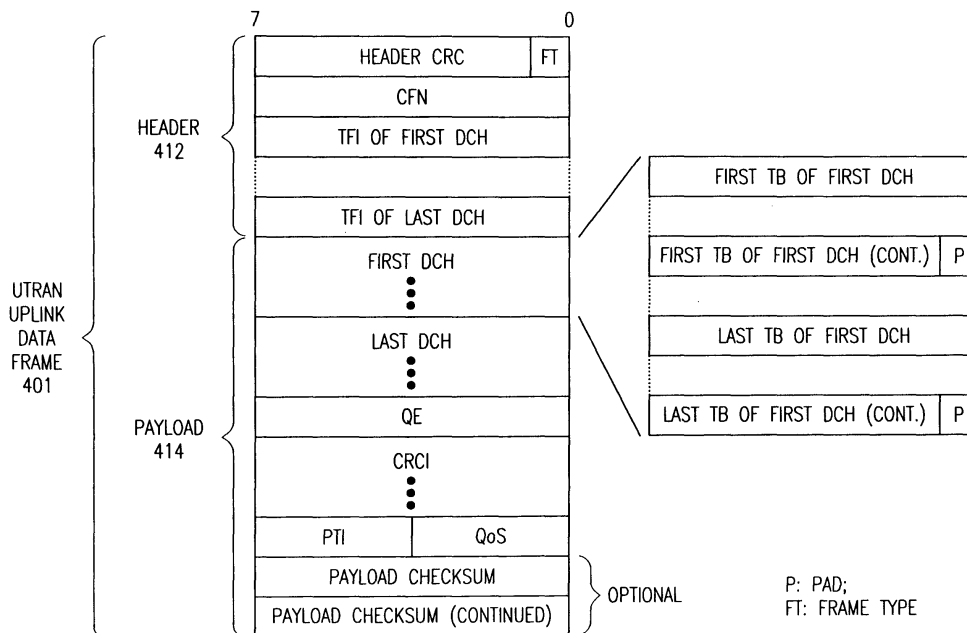 7 0
HEADER CRC FT
CFN
TFI OF FIRST DCH
TFI OF LAST DCH
HEADER
412
FIRST DCH
LAST DCH
QE
CRCI
PTI QoS
PAYLOAD CHECKSUM
PAYLOAD CHECKSUM (CONTINUED)
PAYLOAD
414
UTRAN
UPLINK
DATA
FRAME
401
FIRST TB OF FIRST DCH
FIRST TB OF FIRST DCH (CONT.) P
LAST TB OF FIRST DCH
LAST TB OF FIRST DCH (CONT.) P
OPTIONAL
P: PAD;
FT: FRAME TYPE